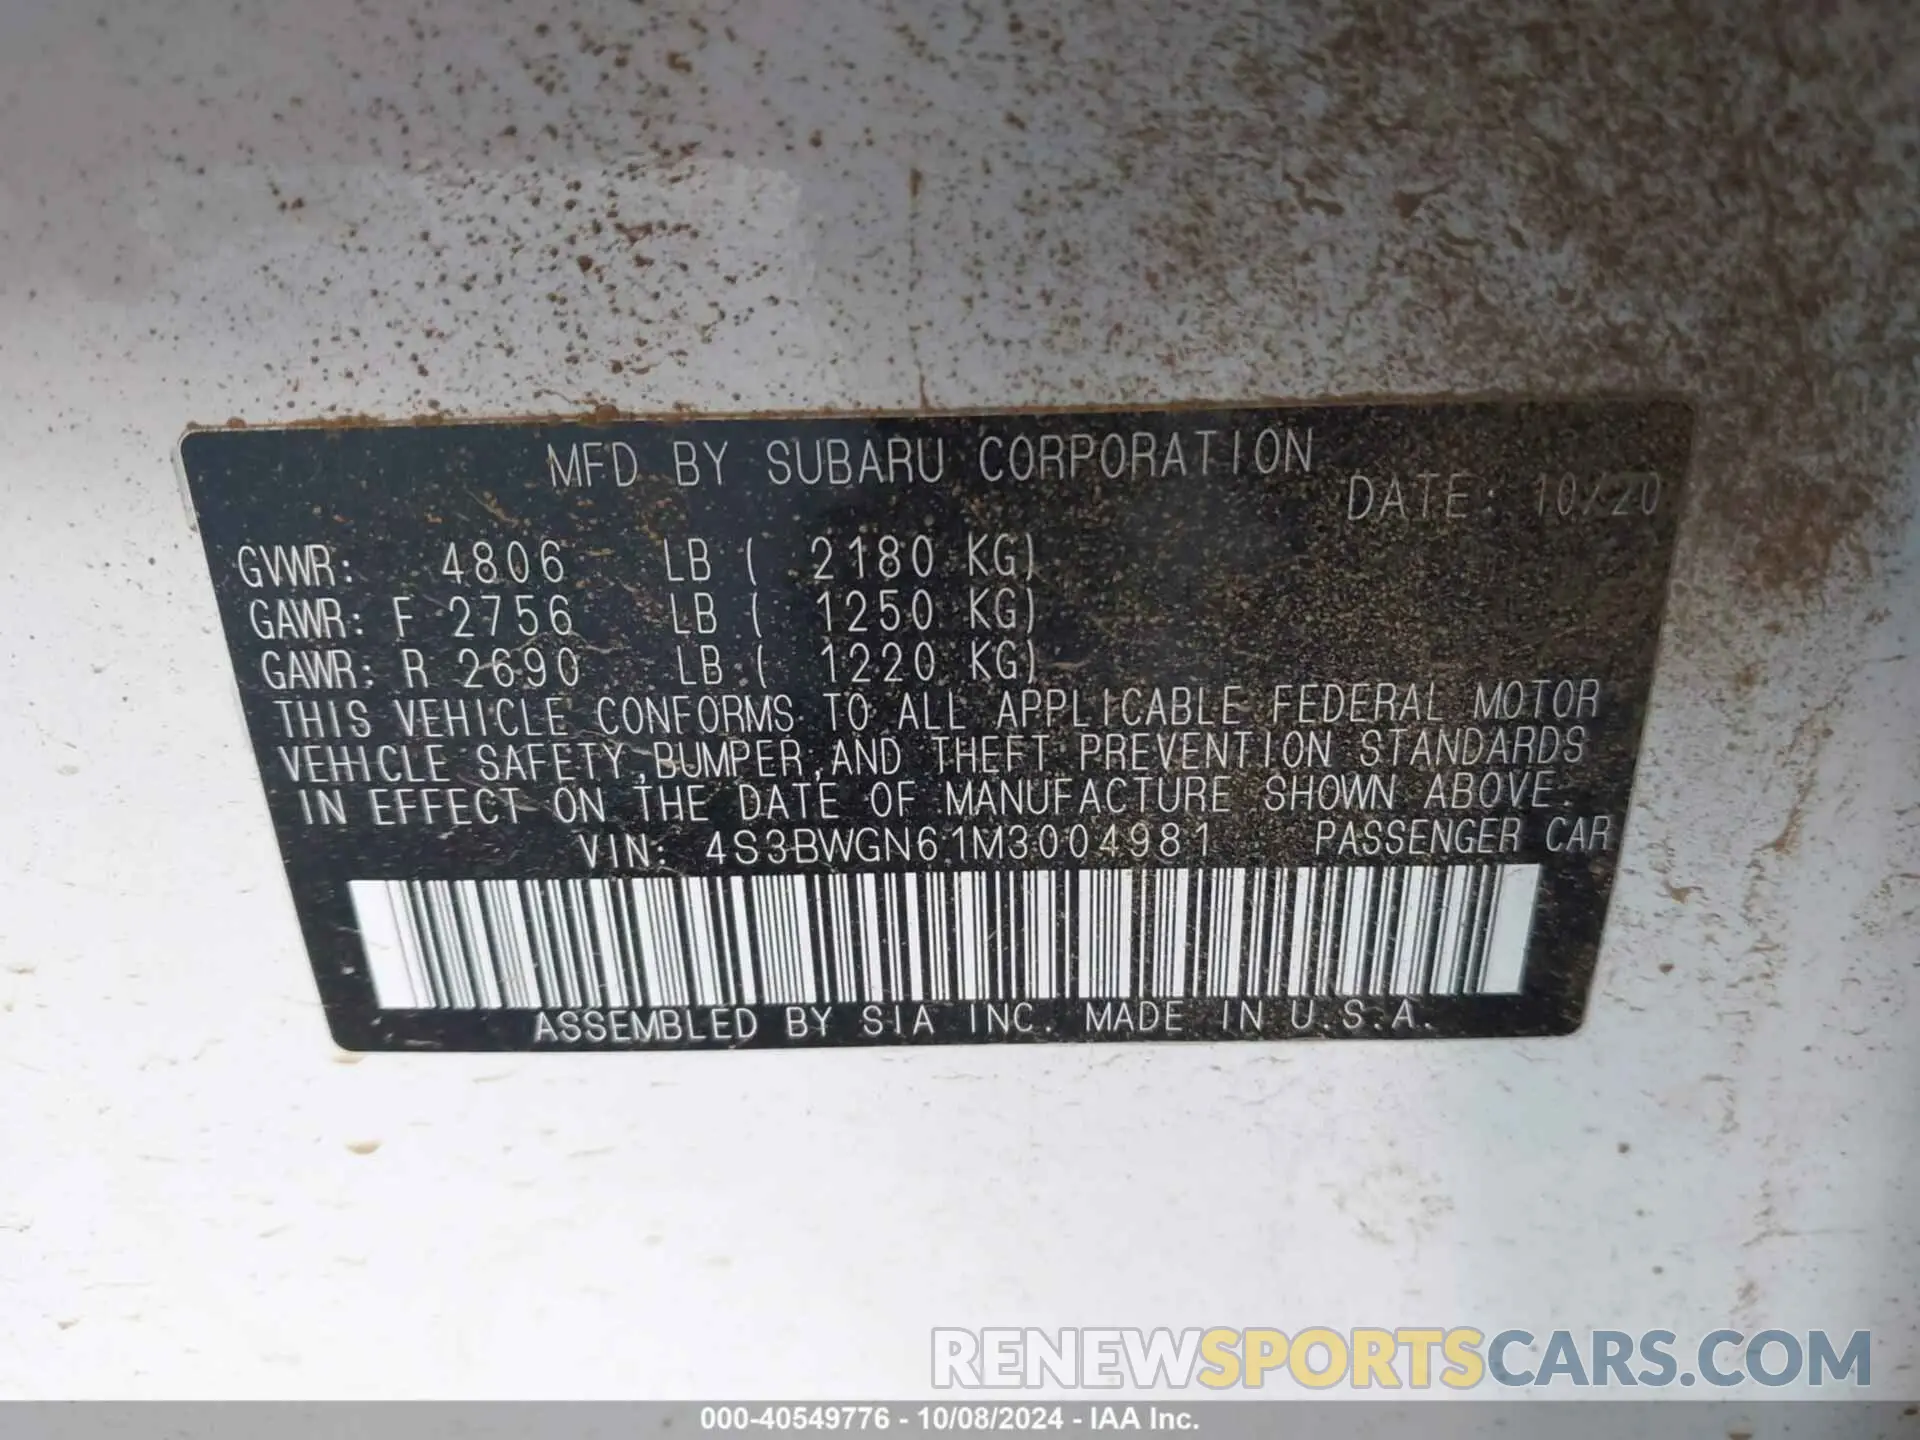 MFD BY SUBARU CORPORATION
DATE: 10/20
GVWR: 4806 LB ( 2180 KG)
GAWR: F 2756 LB ( 1250 KG)
GAWR: R 2690 LB ( 1220 KG)
THIS VEHICLE CONFORMS TO ALL APPLICABLE FEDERAL MOTOR
VEHICLE SAFETY,BUMPER,AND THEFT PREVENTION STANDARDS
IN EFFECT ON THE DATE OF MANUFACTURE SHOWN ABOVE.
VIN: 4S3BWGN61M3004981 PASSENGER CAR
ASSEMBLED BY SIA INC. MADE IN U.S.A.
RENEWSPORTSCARS.COM
000-40549776 - 10/08/2024 - IAA Inc.